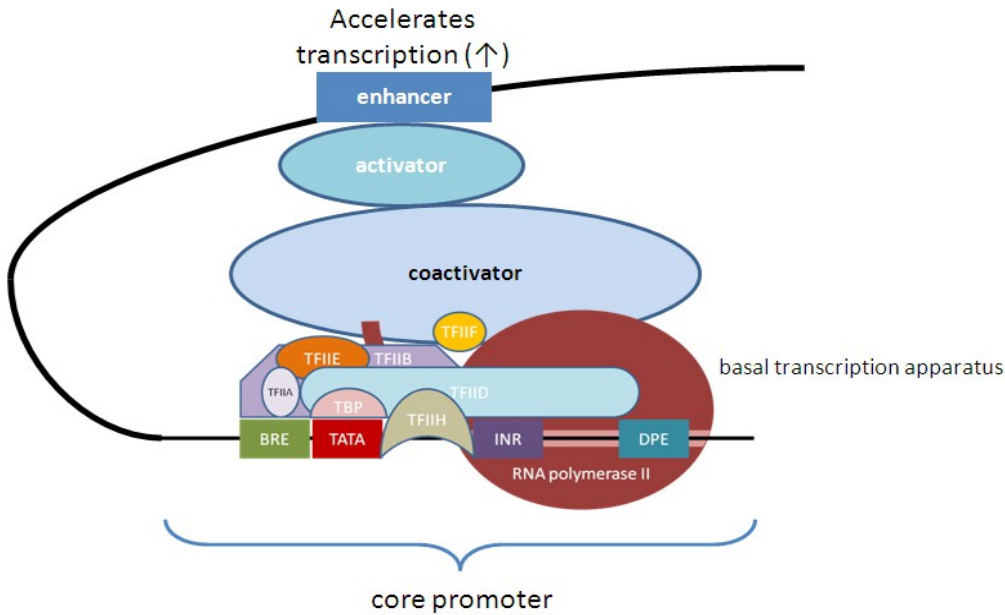 Accelerates
transcription (↑)
enhancer
activator
coactivator
TFIIF
TFIIE
TFIIB
TFIIA
TFIID
TBP
TFIIH
basal transcription apparatus
BRE
TATA
INR
DPE
RNA polymerase II
core promoter